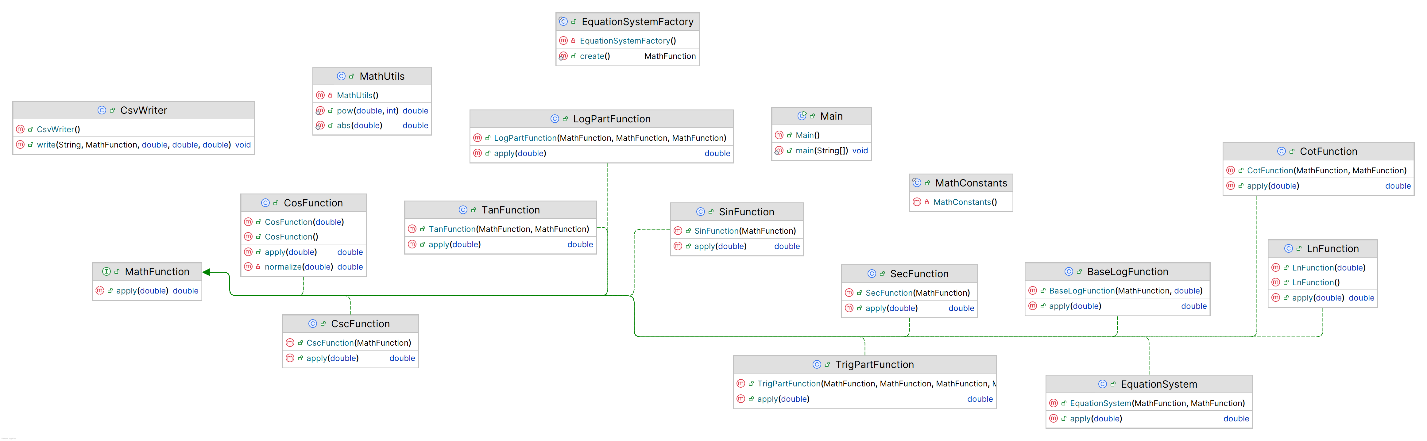 EquationSystemFactory
EquationSystemFactory()
create() MathFunction
MathUtils
MathUtils()
pow(double, int) double
abs(double) double
CsvWriter
CsvWriter()
write(String, MathFunction, double, double, double) void
LogPartFunction
LogPartFunction(MathFunction, MathFunction, MathFunction)
apply(double) double
Main
Main()
main(String[]) void
CotFunction
CotFunction(MathFunction, MathFunction)
apply(double) double
MathConstants
MathConstants()
CosFunction
CosFunction(double)
CosFunction()
apply(double) double
normalize(double) double
TanFunction
TanFunction(MathFunction, MathFunction)
apply(double) double
SinFunction
SinFunction(MathFunction)
apply(double) double
LnFunction
LnFunction(double)
LnFunction()
apply(double) double
MathFunction
apply(double) double
SecFunction
SecFunction(MathFunction)
apply(double) double
BaseLogFunction
BaseLogFunction(MathFunction, double)
apply(double) double
CscFunction
CscFunction(MathFunction)
apply(double) double
TrigPartFunction
TrigPartFunction(MathFunction, MathFunction, MathFunction, M
apply(double) double
EquationSystem
EquationSystem(MathFunction, MathFunction)
apply(double) double